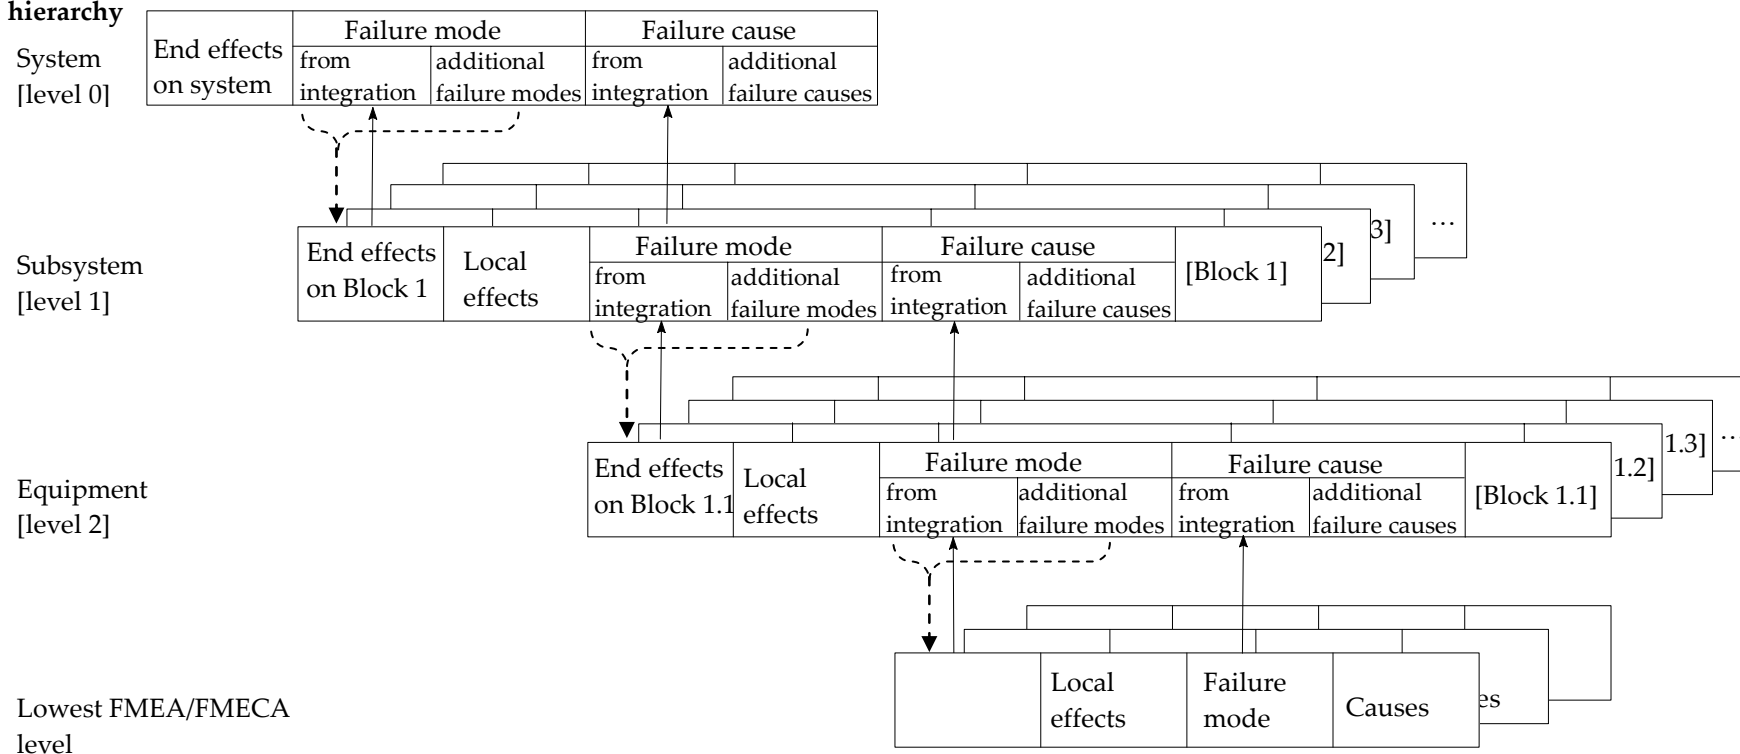 hierarchy
System
[level 0]
End effects
on system
Failure mode
Failure cause
from
integration
additional
failure modes
from
integration
additional
failure causes
Subsystem
[level 1]
End effects
on Block 1
Local
effects
Failure mode
Failure cause
from
integration
additional
failure modes
from
integration
additional
failure causes
[Block 1]
2]
3]
...
Equipment
[level 2]
End effects
on Block 1.1
Local
effects
Failure mode
Failure cause
from
integration
additional
failure modes
from
integration
additional
failure causes
[Block 1.1]
1.2]
1.3]
...
Lowest FMEA/FMECA
level
Local
effects
Failure
mode
Causes
es